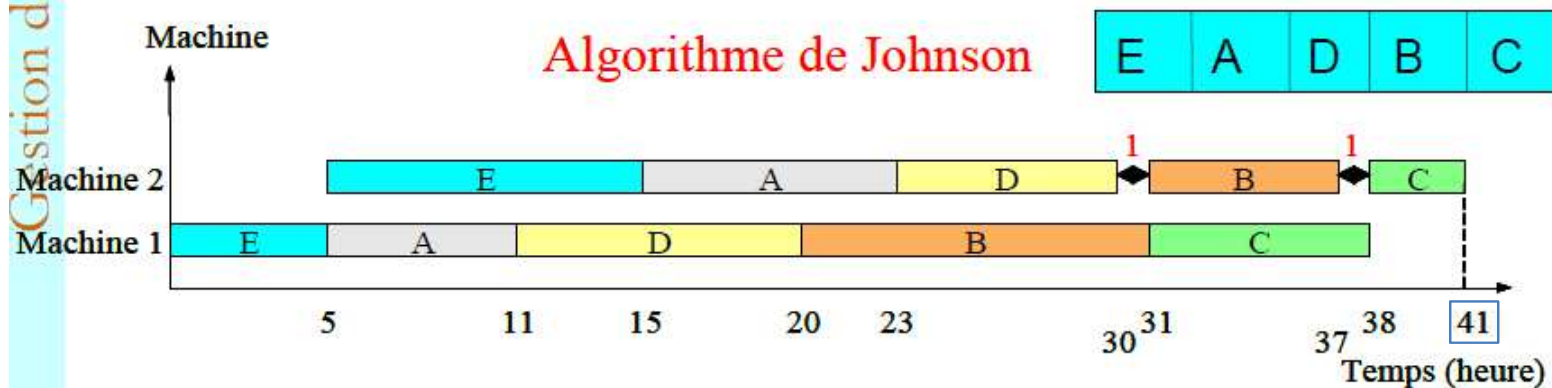 Gestion d
Machine
Algorithme de Johnson
E A D B C
1 1
Machine 2 E A D B C
Machine 1 E A D B C
5 11 15 20 23 30 31 37 38 41
Temps (heure)